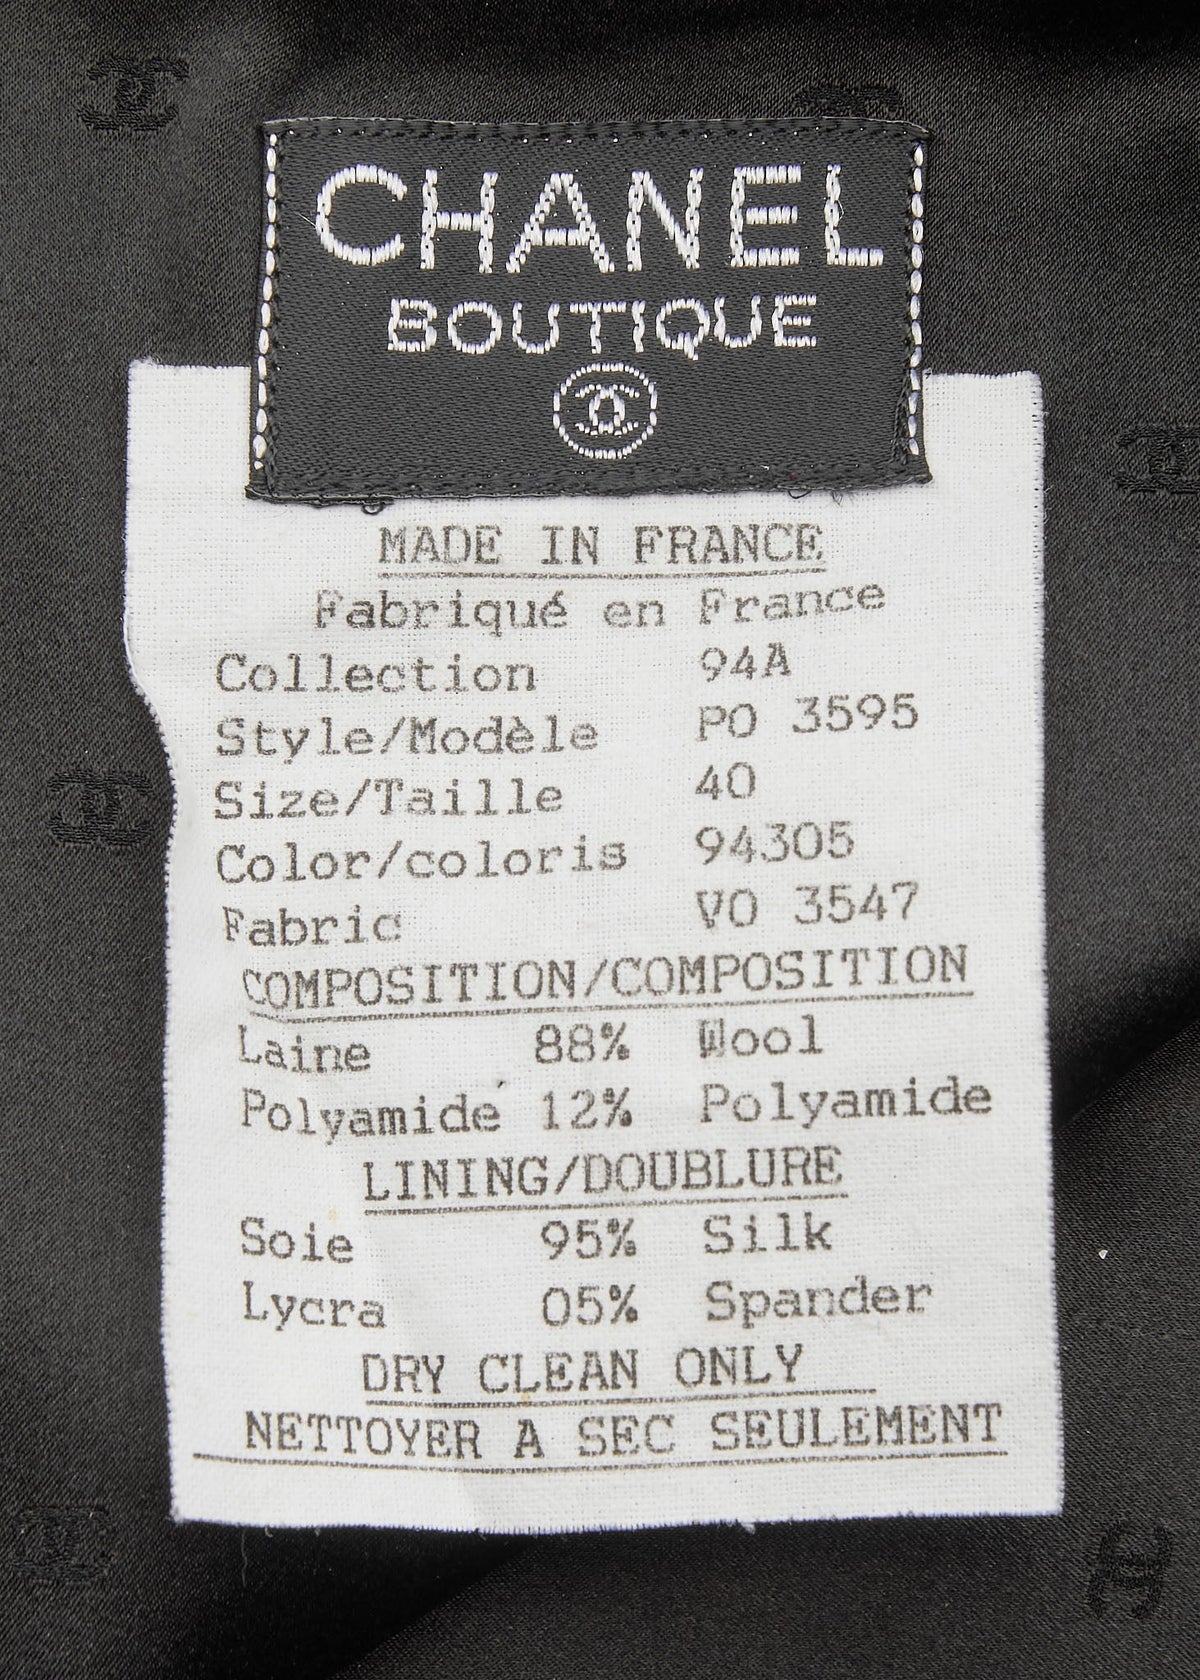 CHANEL
BOUTIQUE
MADE IN FRANCE
Fabriqué en France
Collection 94A
Style/Modèle PO 3595
Size/Taille 40
Color/coloris 94305
Fabric VO 3547
COMPOSITION/COMPOSITION
Laine 88% Wool
Polyamidé 12% Polyamide
LINING/DOUBLURE
Soie 95% Silk
Lycra 05% Spander
DRY CLEAN ONLY
NETTOYER A SEC SEULEMENT